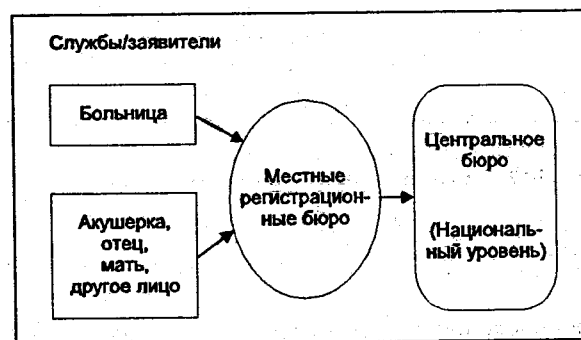 Службы/заявители
Больница
Акушерка,
отец,
мать,
другое лицо
Местные
регистрацион-
ные бюро
Центральное
бюро
(Националь-
ный уровень)